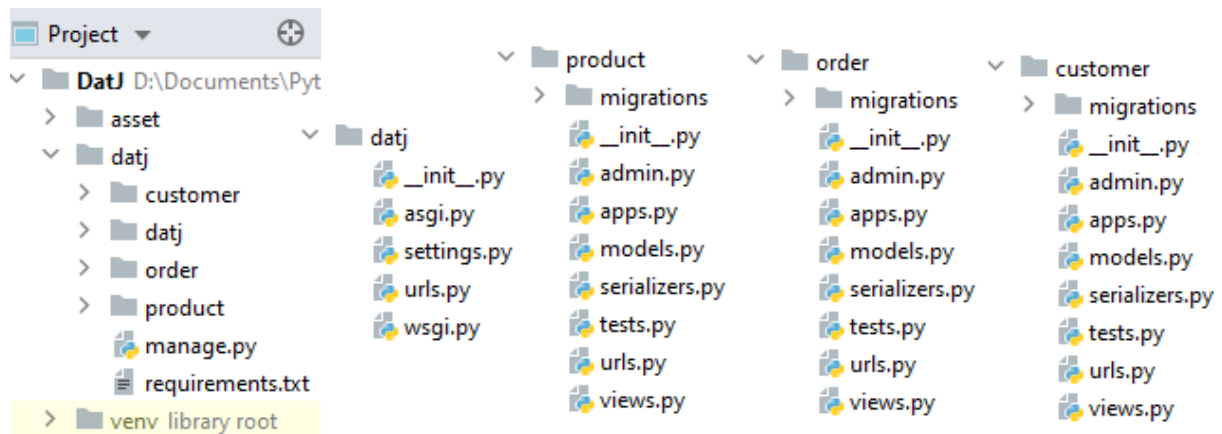 Project
DatJ D:\Documents\Pyt
asset
datj
customer
datj
order
product
manage.py
requirements.txt
venv library root
datj
__init__.py
asgi.py
settings.py
urls.py
wsgi.py
product
migrations
__init__.py
admin.py
apps.py
models.py
serializers.py
tests.py
urls.py
views.py
order
migrations
__init__.py
admin.py
apps.py
models.py
serializers.py
tests.py
urls.py
views.py
customer
migrations
__init__.py
admin.py
apps.py
models.py
serializers.py
tests.py
urls.py
views.py